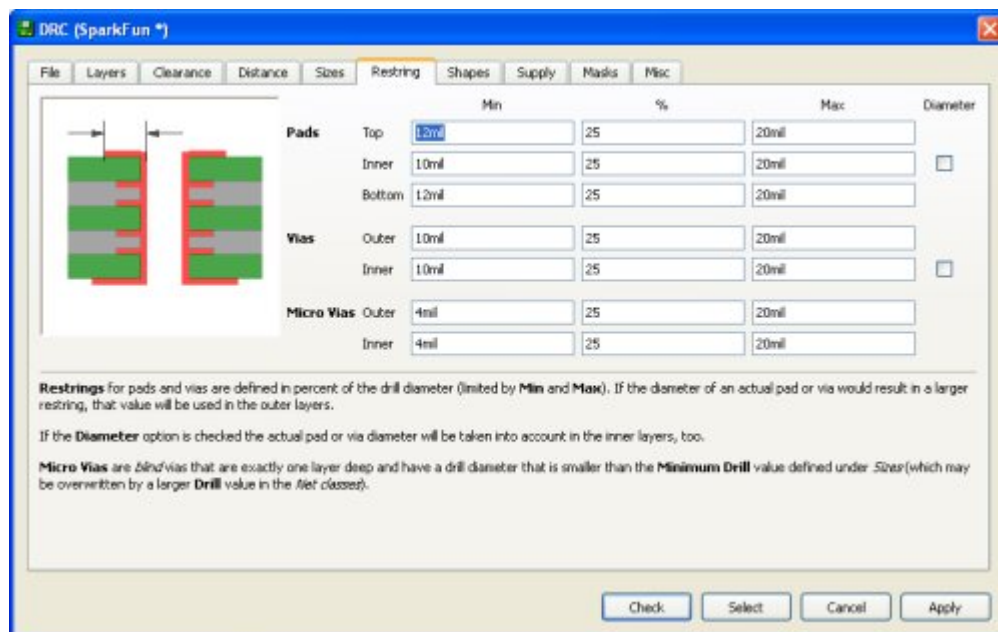 DRC (SparkFun *)
File Layers Clearance Distance Sizes Restring Shapes Supply Masks Misc
Min % Max Diameter
Pads Top 12mil 25 20mil
Inner 10mil 25 20mil
Bottom 12mil 25 20mil
Vias Outer 10mil 25 20mil
Inner 10mil 25 20mil
Micro Vias Outer 4mil 25 20mil
Inner 4mil 25 20mil
Restrings for pads and vias are defined in percent of the drill diameter (limited by Min and Max). If the diameter of an actual pad or via would result in a larger
restring, that value will be used in the outer layers.
If the Diameter option is checked the actual pad or via diameter will be taken into account in the inner layers, too.
Micro Vias are blind vias that are exactly one layer deep and have a drill diameter that is smaller than the Minimum Drill value defined under Sizes (which may
be overwritten by a larger Drill value in the Net classes).
Check Select Cancel Apply